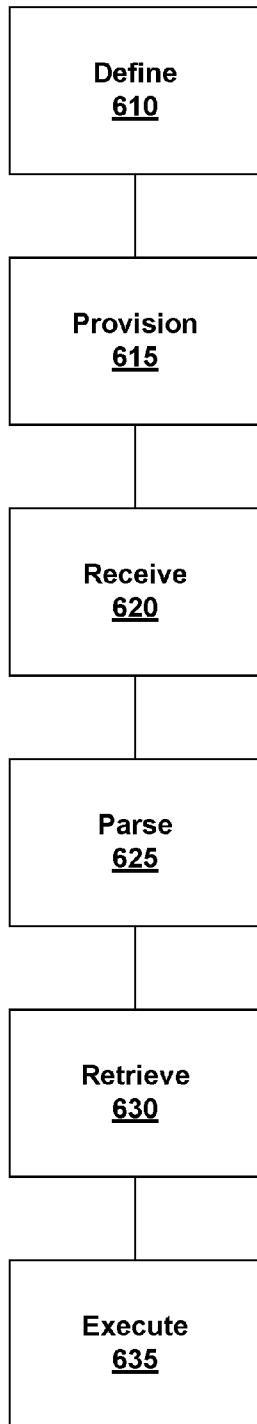 Define
610
Provision
615
Receive
620
Parse
625
Retrieve
630
Execute
635